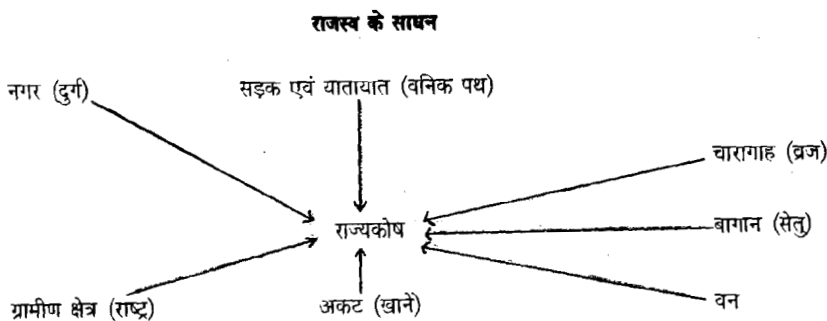 राजस्व के साधन
नगर (दुर्ग)
सड़क एवं यातायात (वनिक पथ)
चारागाह (व्रज)
राज्यकोष
बागान (सेतु)
ग्रामीण क्षेत्र (राष्ट्र)
अकट (खानें)
वन